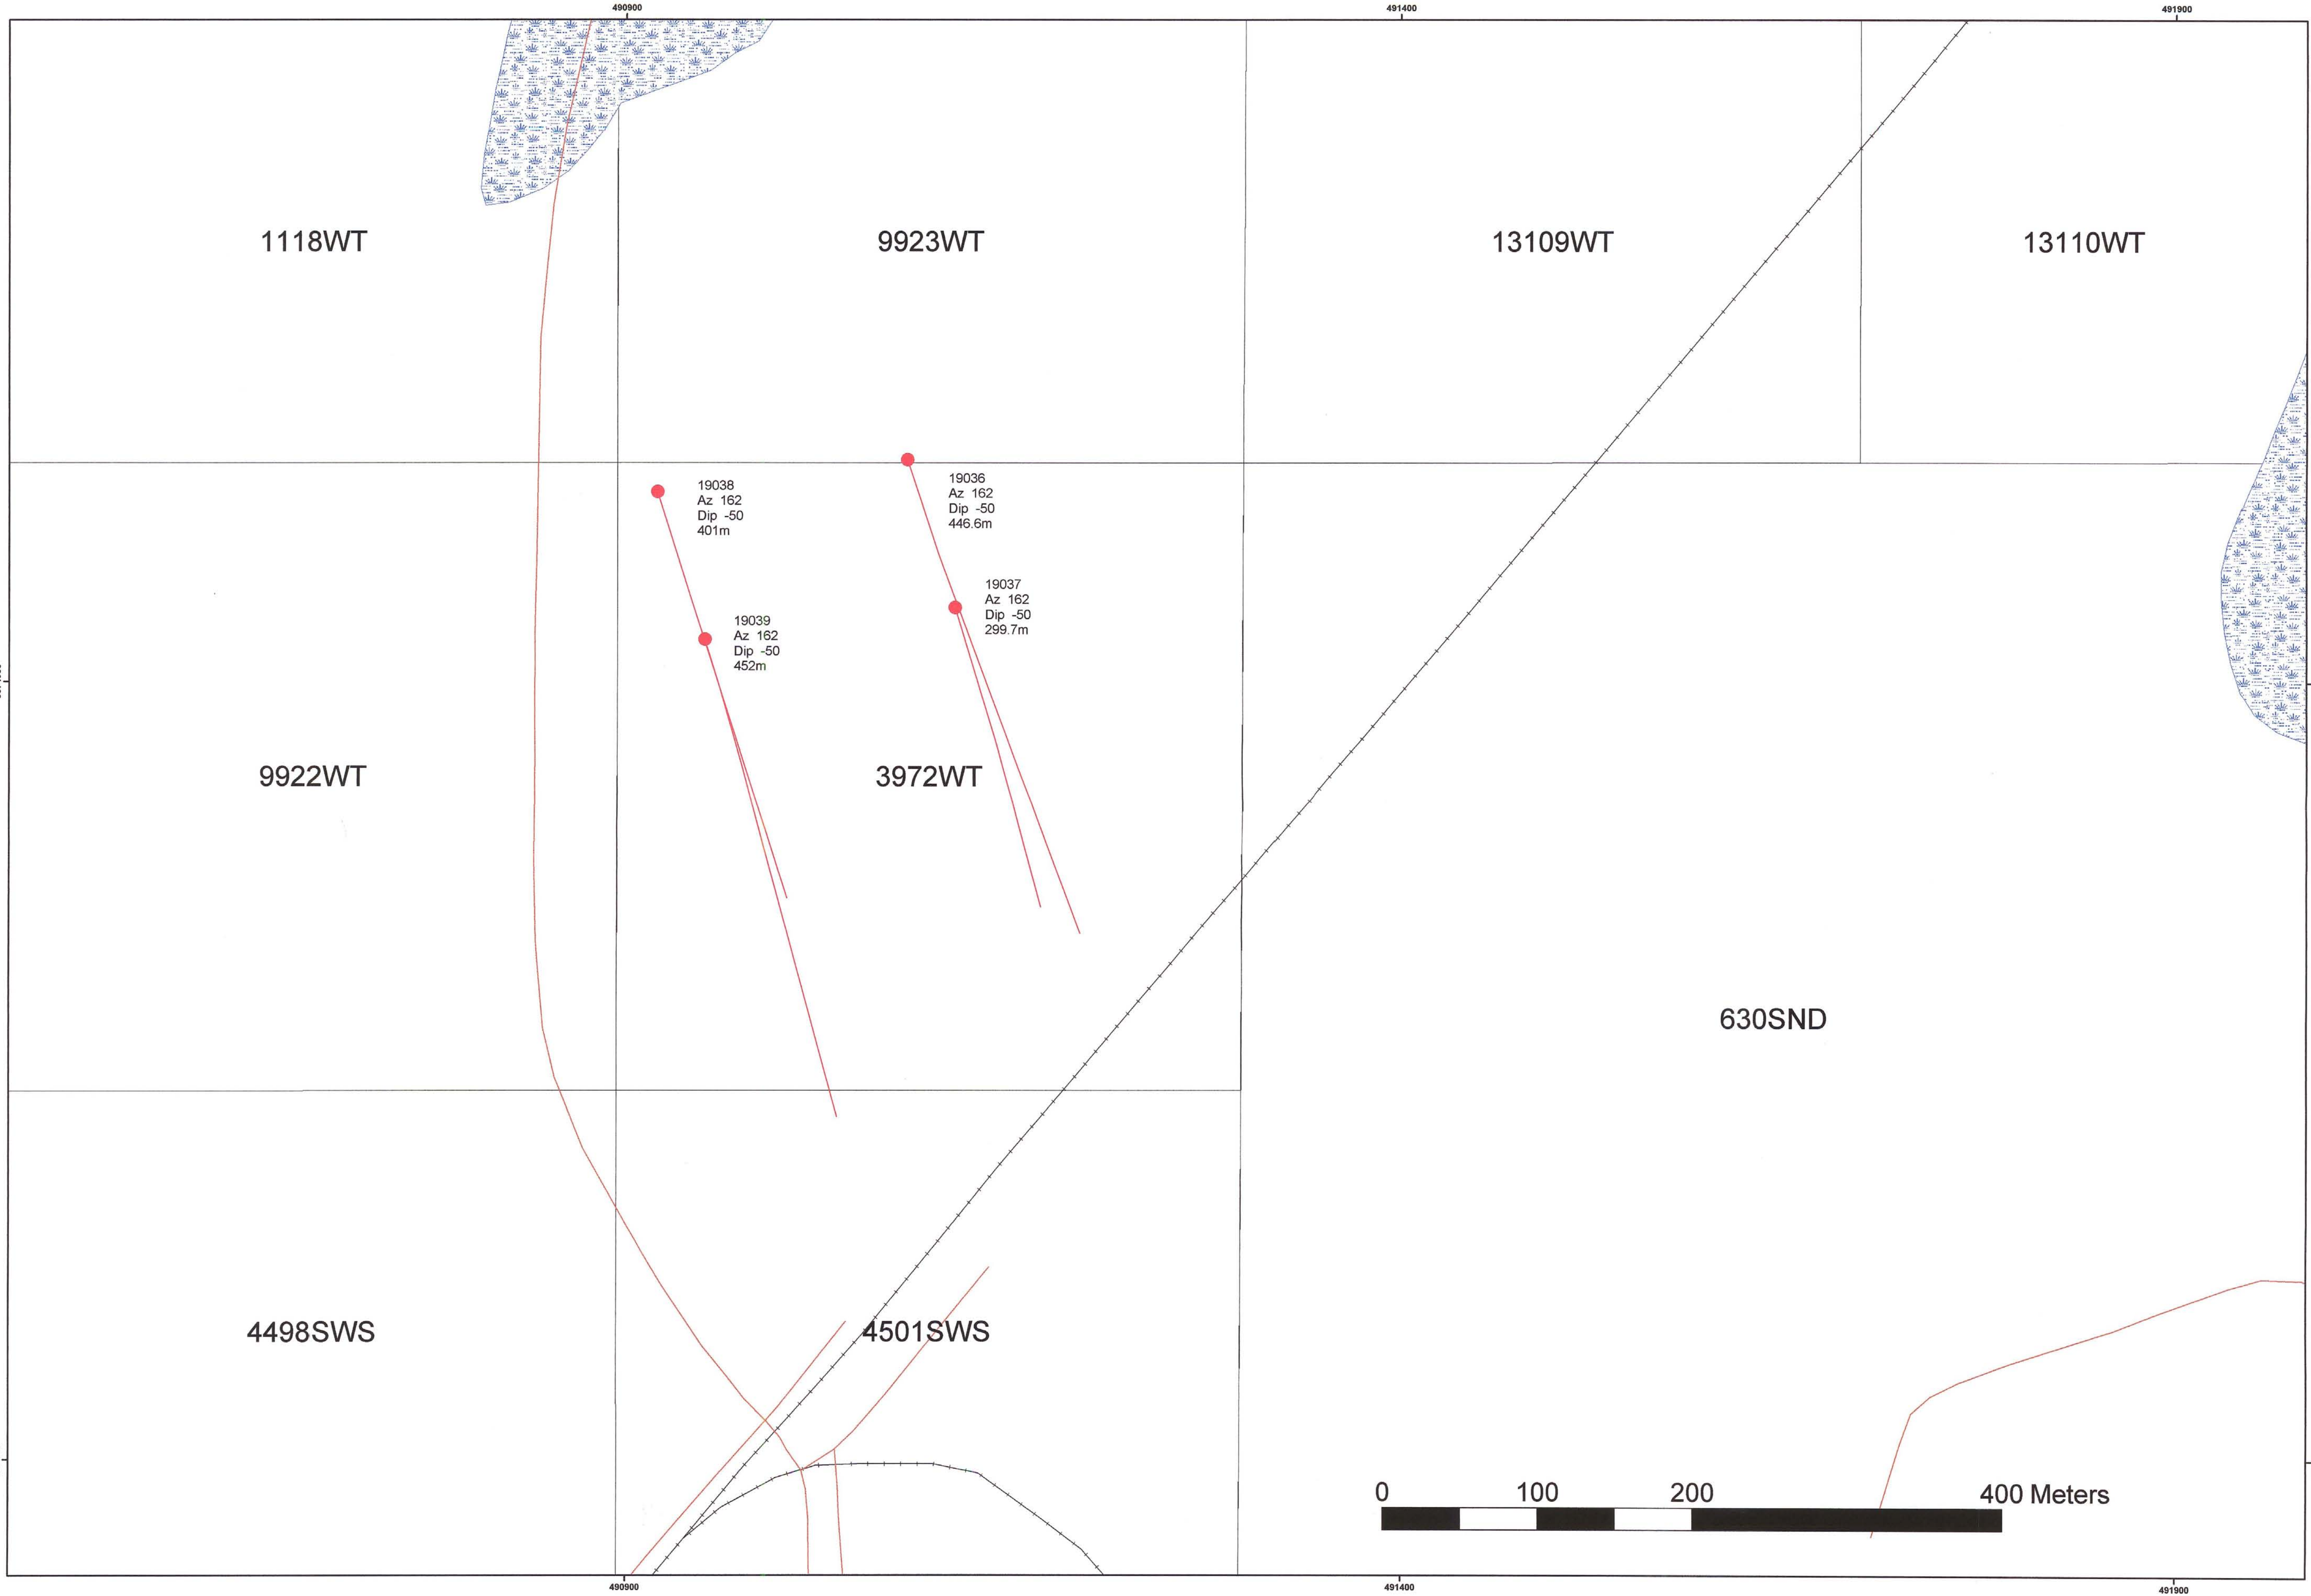 490900
491400
491900
1118WT
9923WT
13109WT
13110WT
19038
Az 162
Dip -50
401m
19036
Az 162
Dip -50
446.6m
19037
Az 162
Dip -50
299.7m
19039
Az 162
Dip -50
452m
9922WT
3972WT
630SND
4498SWS
4501SWS
0 100 200 400 Meters
490900
491400
491900